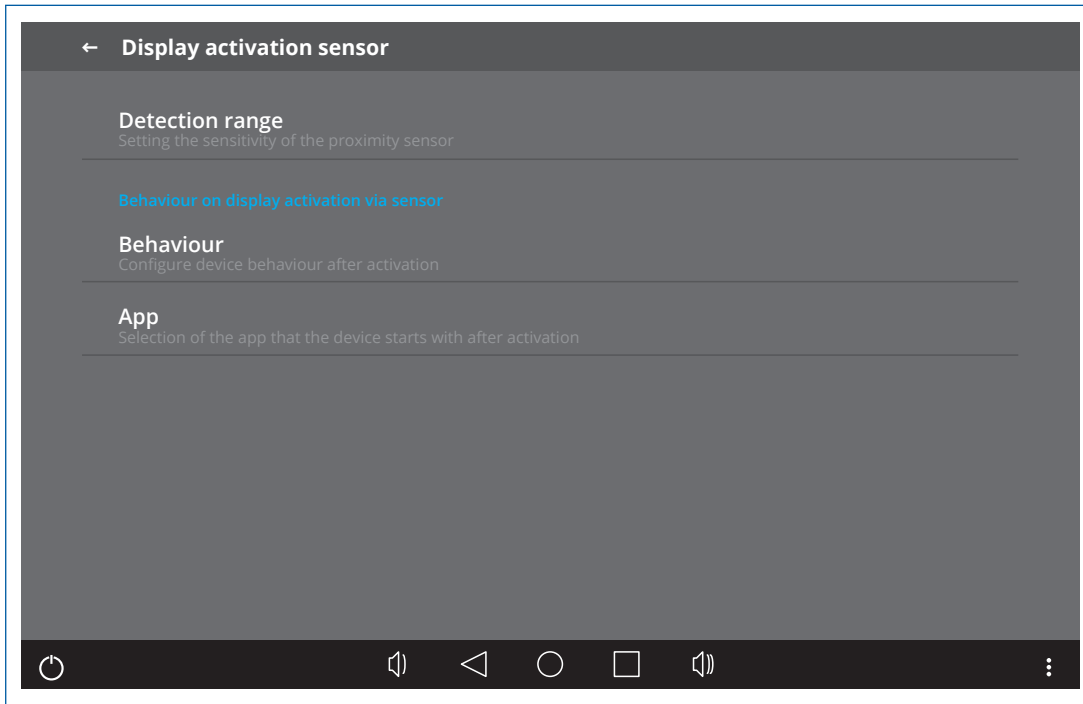 Display activation sensor
Detection range
Setting the sensitivity of the proximity sensor
Behaviour on display activation via sensor
Behaviour
Configure device behaviour after activation
App
Selection of the app that the device starts with after activation